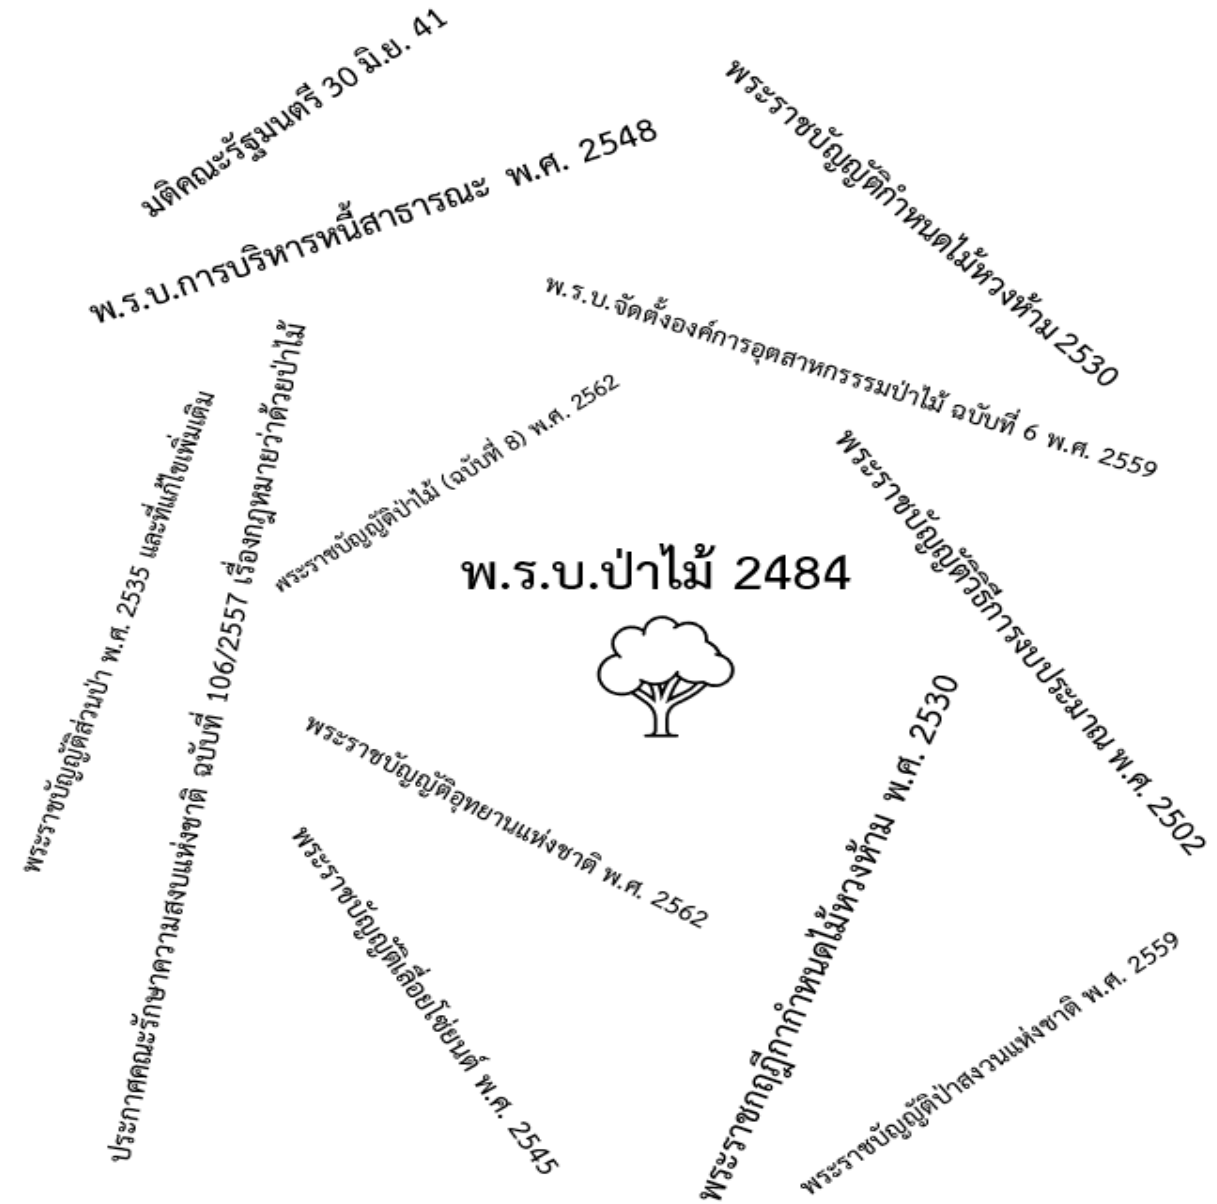 มติคณะรัฐมนตรี 30 มิ.ย. 41
พ.ร.บ.การบริหารหนี้สาธารณะ พ.ศ. 2548
พระราชบัญญัติกำหนดไม้หวงห้าม 2530
พ.ร.บ.จัดตั้งองค์การอุตสาหกรรรมป่าไม้ ฉบับที่ 6 พ.ศ. 2559
พระราชบัญญัติส่วนป่า พ.ศ. 2535 และที่แก้ไขเพิ่มเติม
ประกาศคณะรักษาความสงบแห่งชาติ ฉบับที่ 106/2557 เรื่องกฎหมายว่าด้วยป่าไม้
พระราชบัญญัติป่าไม้ (ฉบับที่ 8) พ.ศ. 2562
พระราชบัญญัติวิธีการงบประมาณ พ.ศ. 2502
พ.ร.บ.ป่าไม้ 2484
พระราชบัญญัติอุทยานแห่งชาติ พ.ศ. 2562
พระราชบัญญัติเลื่อยโซ่ยนต์ พ.ศ. 2545
พระราชกฤฎีกากำหนดไม้หวงห้าม พ.ศ. 2530
พระราชบัญญัติป่าสงวนแห่งชาติ พ.ศ. 2559